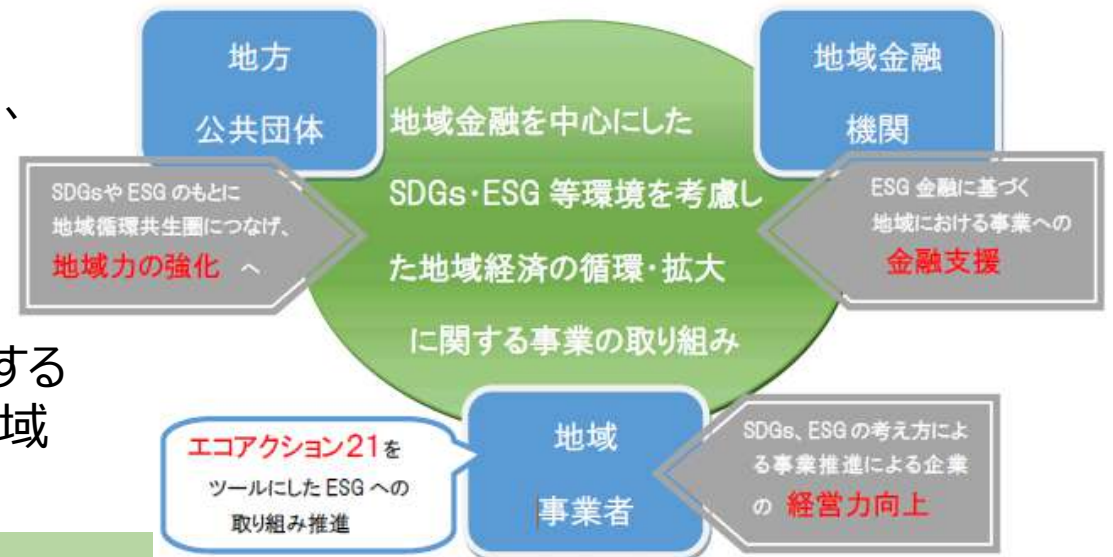 、
する
域
地方
公共団体
SDGsや ESG のもとに
地域循環共生圏につなげ、
地域力の強化 へ
地域金融を中心にした
SDGs・ESG 等環境を考慮し
た地域経済の循環・拡大
に関する事業の取り組み
地域金融
機関
ESG 金融に基づく
地域における事業への
金融支援
エコアクション21を
ツールにした ESG への
取り組み推進
地域
事業者
SDGs、ESG の考え方によ
る事業推進による企業
の 経営力向上